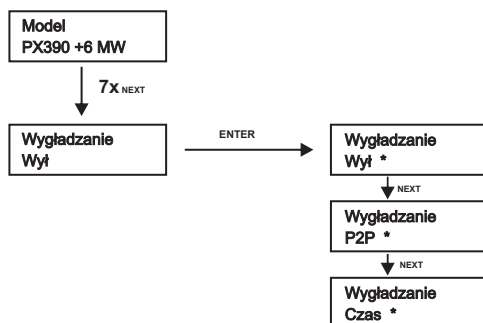 Model
PX390 +6 MW
7x NEXT
Wygładzanie
Wył
ENTER
Wygładzanie
Wył *
NEXT
Wygładzanie
P2P *
NEXT
Wygładzanie
Czas *